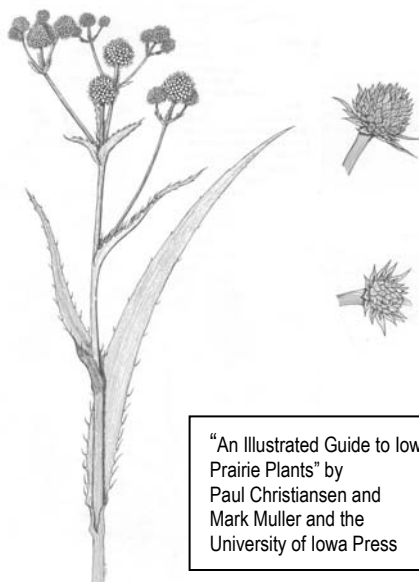 “An Illustrated Guide to Iow
Prairie Plants” by
Paul Christiansen and
Mark Muller and the
University of Iowa Press